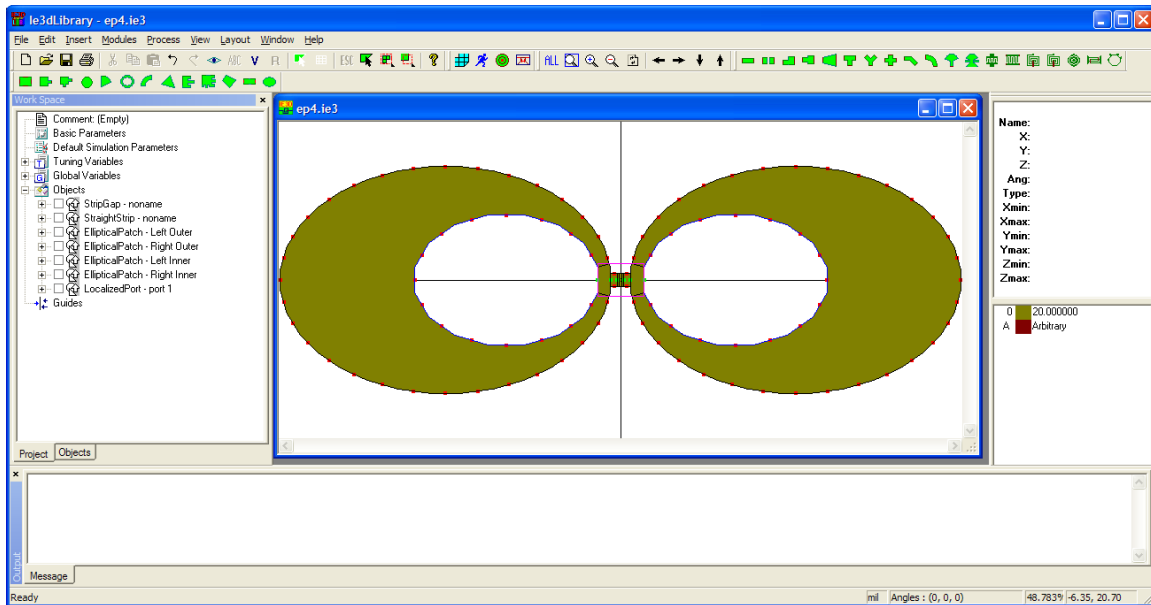 Ie3dLibrary - ep4.ie3
File Edit Insert Modules Process View Layout Window Help
ABC V R ESC ? ALL
Work Space
Comment: (Empty)
Basic Parameters
Default Simulation Parameters
Tuning Variables
Global Variables
Objects
StripGap - noname
StraightStrip - noname
EllipticalPatch - Left Outer
EllipticalPatch - Right Outer
EllipticalPatch - Left Inner
EllipticalPatch - Right Inner
LocalizedPort - port 1
Guides
Project Objects
ep4.ie3
Name:
X:
Y:
Z:
Ang:
Type:
Xmin:
Xmax:
Ymin:
Ymax:
Zmin:
Zmax:
0 20.000000
A Arbitrary
Output
Message
Ready mil Angles : (0, 0, 0) 48.783% -6.35, 20.70